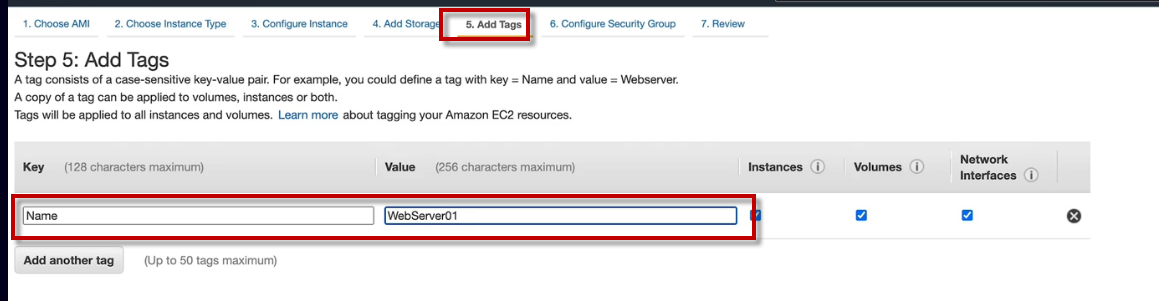 1. Choose AMI 2. Choose Instance Type 3. Configure Instance 4. Add Storage 5. Add Tags 6. Configure Security Group 7. Review
Step 5: Add Tags
A tag consists of a case-sensitive key-value pair. For example, you could define a tag with key = Name and value = Webserver.
A copy of a tag can be applied to volumes, instances or both.
Tags will be applied to all instances and volumes. Learn more about tagging your Amazon EC2 resources.
Key (128 characters maximum) Value (256 characters maximum) Instances i Volumes i Network
Interfaces i
Name WebServer01
Add another tag (Up to 50 tags maximum)